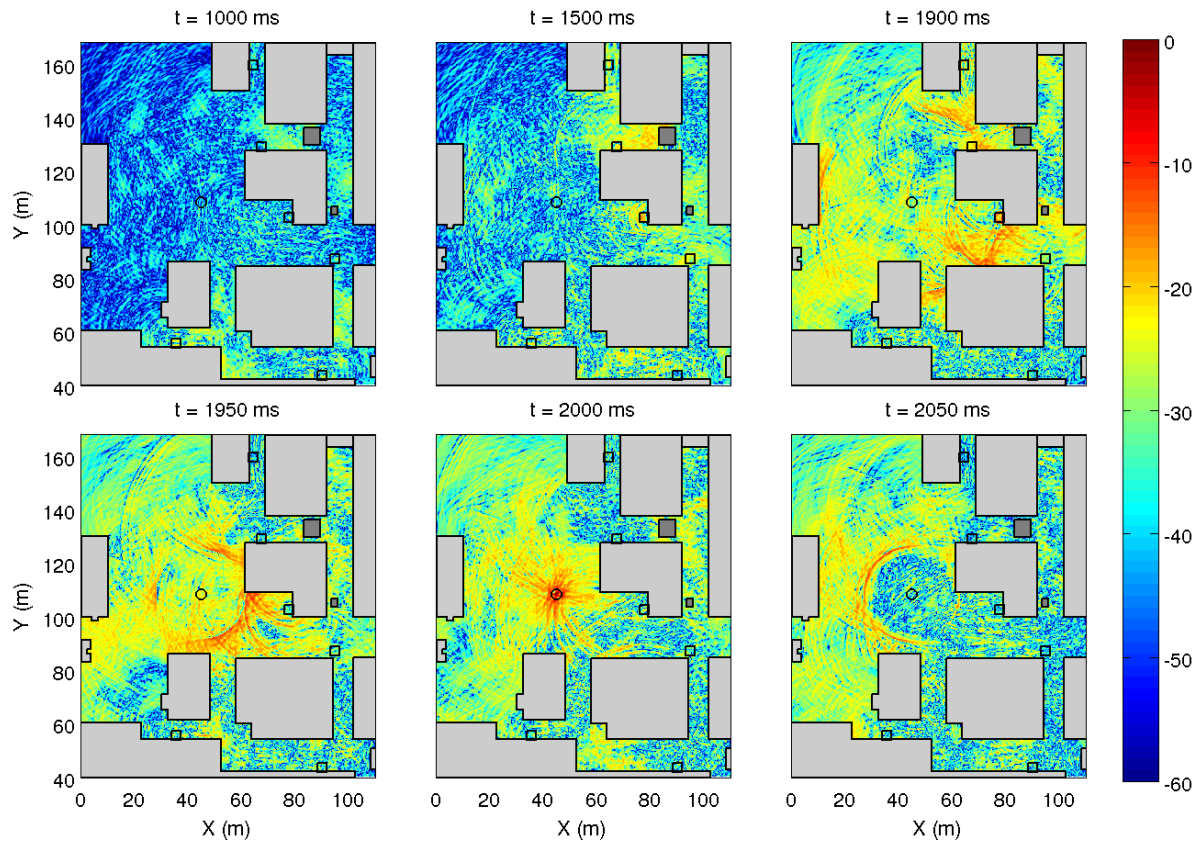 t = 1000 ms
t = 1500 ms
t = 1900 ms
160
140
120
100
80
60
40
Y (m)
0
-10
-20
-30
-40
-50
-60
t = 1950 ms
t = 2000 ms
t = 2050 ms
160
140
120
100
80
60
40
Y (m)
0 20 40 60 80 100
0 20 40 60 80 100
0 20 40 60 80 100
X (m)
X (m)
X (m)